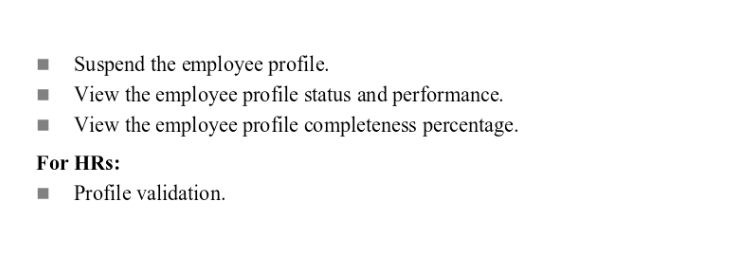 ■ Suspend the employee profile.
■ View the employee profile status and performance.
■ View the employee profile completeness percentage.
For HRs:
■ Profile validation.